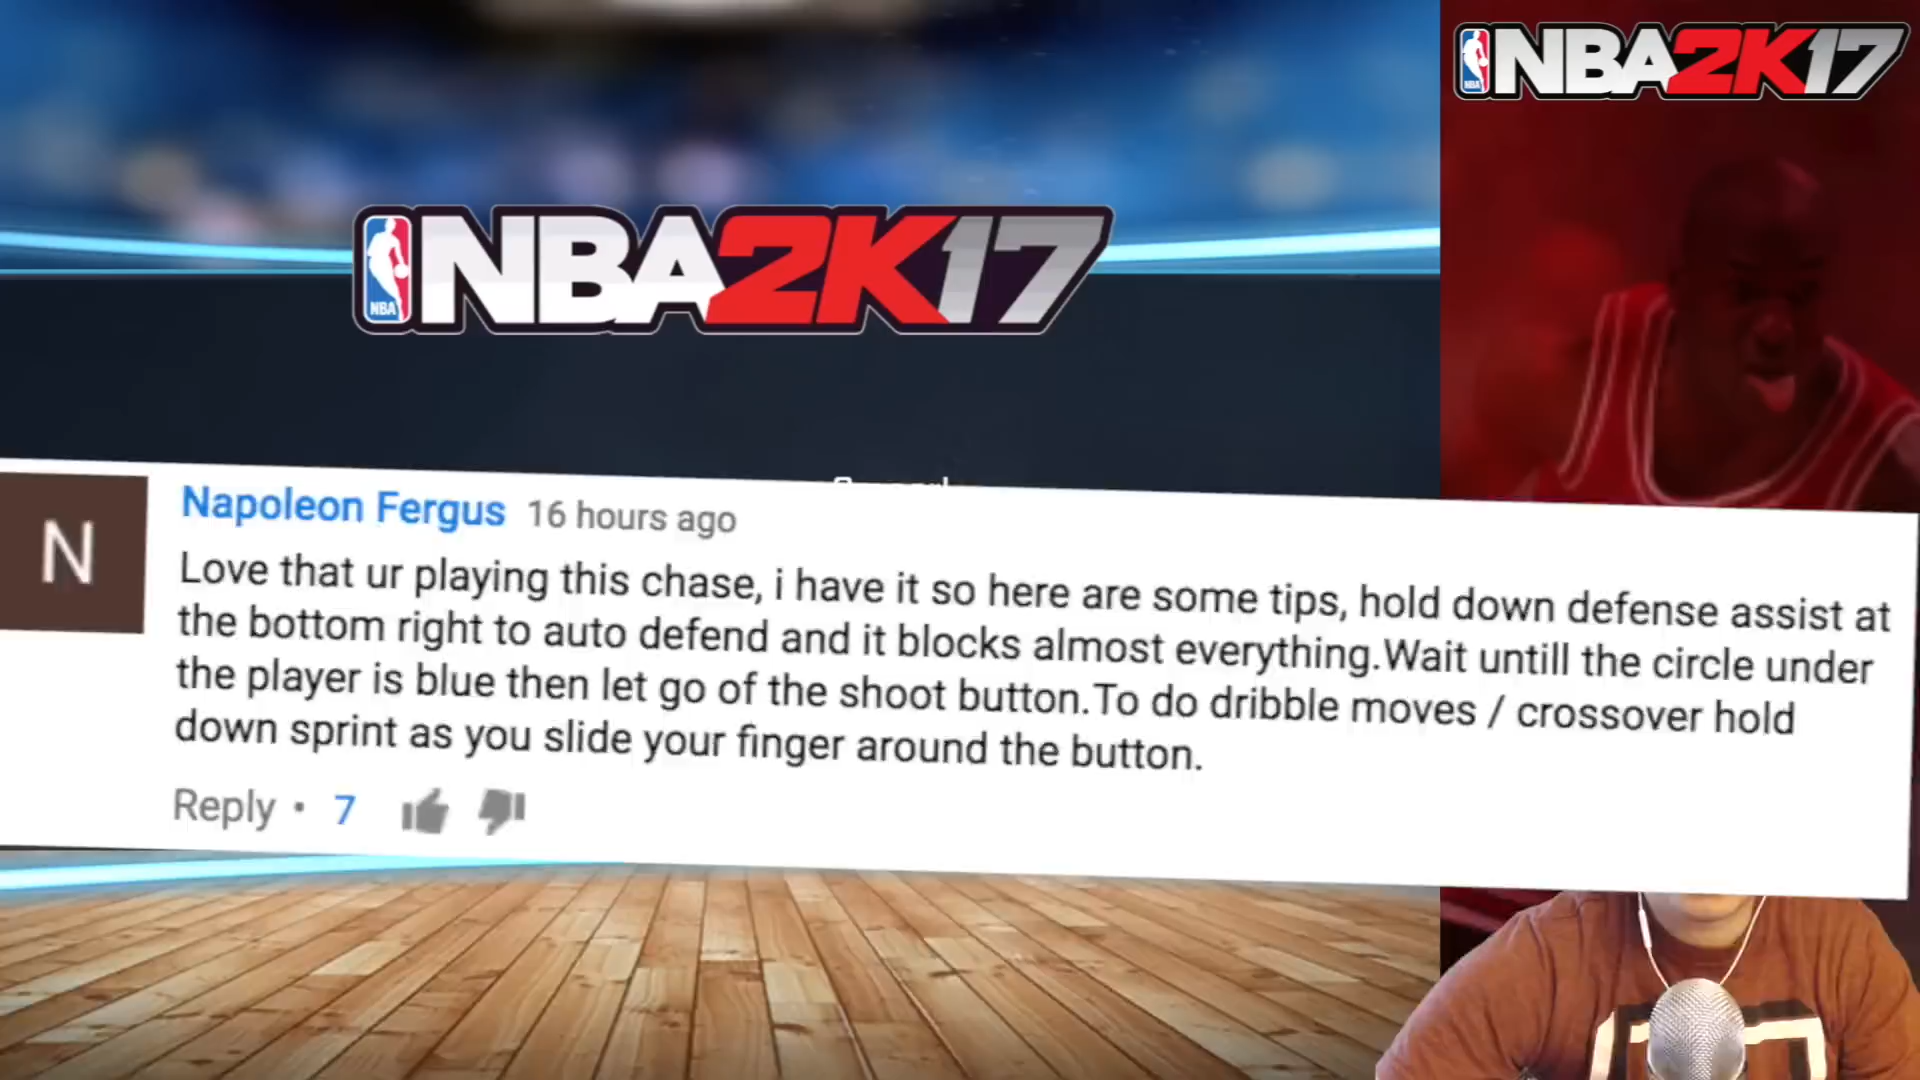 NBA2K17
NBA
NBA2K17
NBA
N
Napoleon Fergus 16 hours ago
Love that ur playing this chase, i have it so here are some tips, hold down defense assist at
the bottom right to auto defend and it blocks almost everything.Wait untill the circle under
the player is blue then let go of the shoot button.To do dribble moves / crossover hold
down sprint as you slide your finger around the button.
Reply • 7